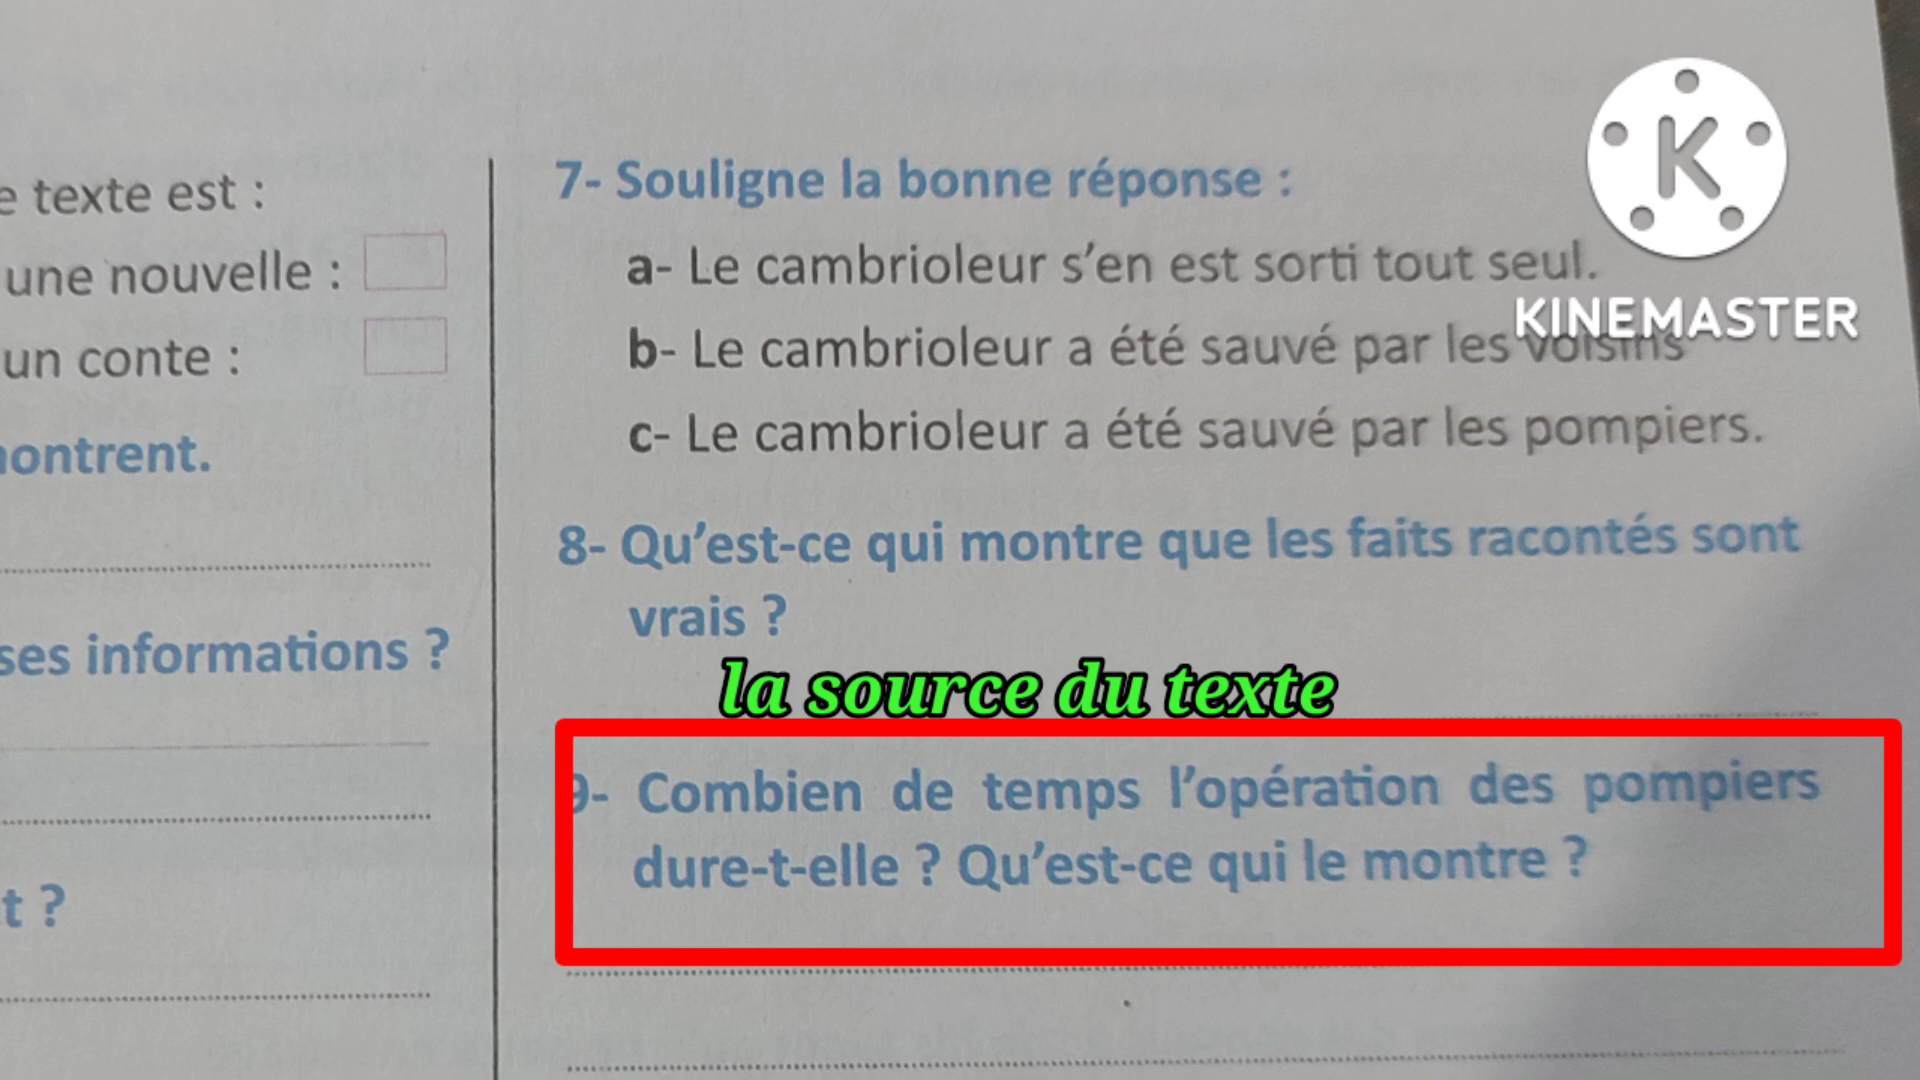 e texte est :
une nouvelle :
un conte :
montrent.
ses informations ?
t ?
7- Souligne la bonne réponse :
a- Le cambrioleur s'en est sorti tout seul.
b- Le cambrioleur a été sauvé par les voisins
c- Le cambrioleur a été sauvé par les pompiers.
8- Qu'est-ce qui montre que les faits racontés sont
vrais ?
la source du texte
9- Combien de temps l'opération des pompiers
dure-t-elle ? Qu'est-ce qui le montre ?
K
KINEMASTER